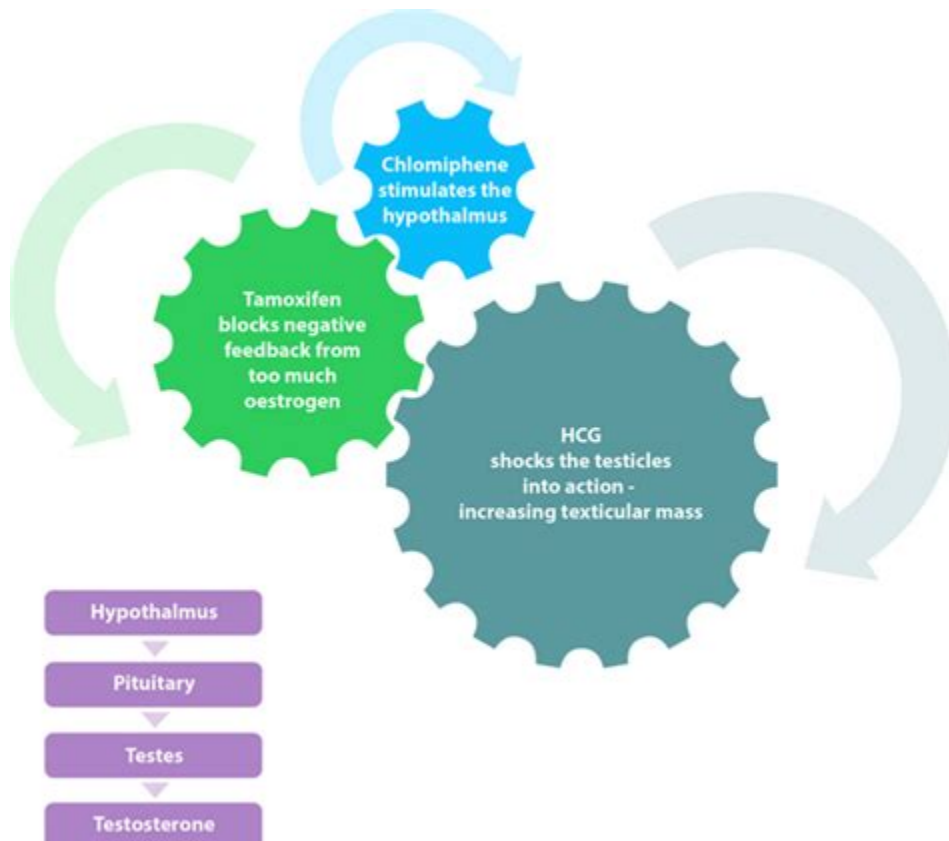 Chlomiphene
stimulates the
hypothalmus
Tamoxifen
blocks negative
feedback from
too much
oestrogen
HCG
shocks the testicles
into action -
increasing texticular mass
Hypothalmus
Pituitary
Testes
Testosterone